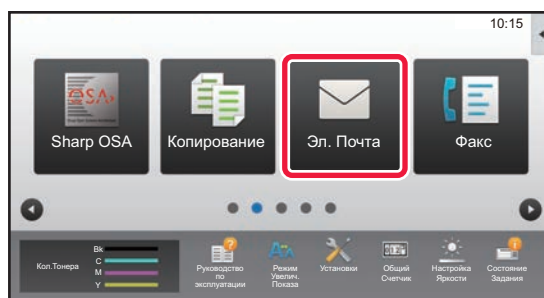 10:15
Sharp OSA
Копирование
Эл. Почта
Факс
Кол.Тонера
Bk
C
M
Y
Руководство
по
эксплуатации
Режим
Увелич.
Показа
Установки
Общий
Счетчик
Настройка
Яркости
Состояние
Задания